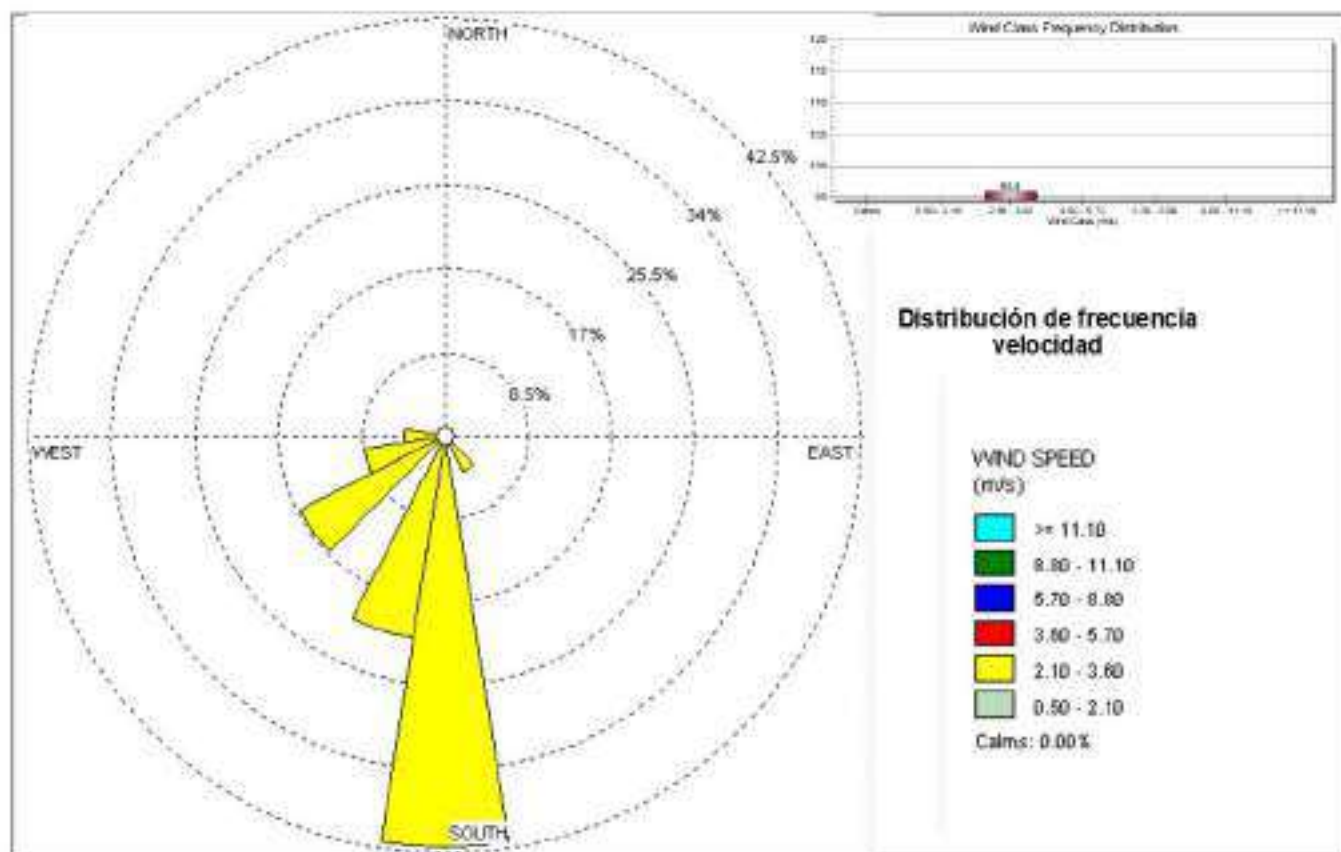 NORTH
42.5%
34%
25.5%
17%
8.5%
WEST
EAST
SOUTH
Wind Class Frequency Distribution
Wind Class (m/s)
Distribución de frecuencia
velocidad
WIND SPEED
(m/s)
>= 11.10
8.80 - 11.10
5.70 - 8.80
3.60 - 5.70
2.10 - 3.60
0.50 - 2.10
Calms: 0.00%